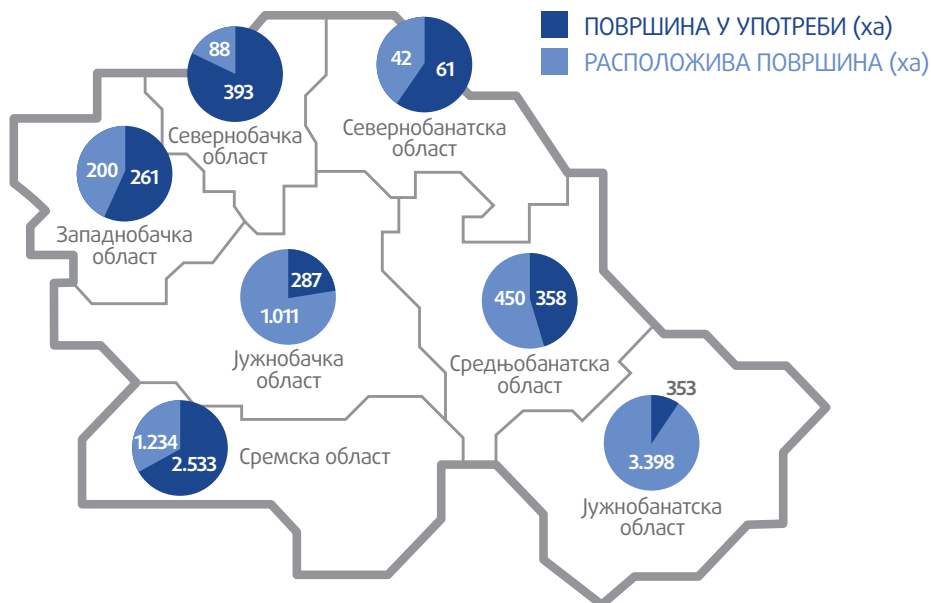 ПОВРШИНА У УПОТРЕБИ (ха)
РАСПОЛОЖИВА ПОВРШИНА (ха)
88
393
Севернобачка
област
42
61
Севернобанатска
област
200
261
Западнобачка
област
287
1.011
Јужнобачка
област
450
358
Средњобанатска
област
1.234
2.533
Сремска област
353
3.398
Јужнобанатска
област